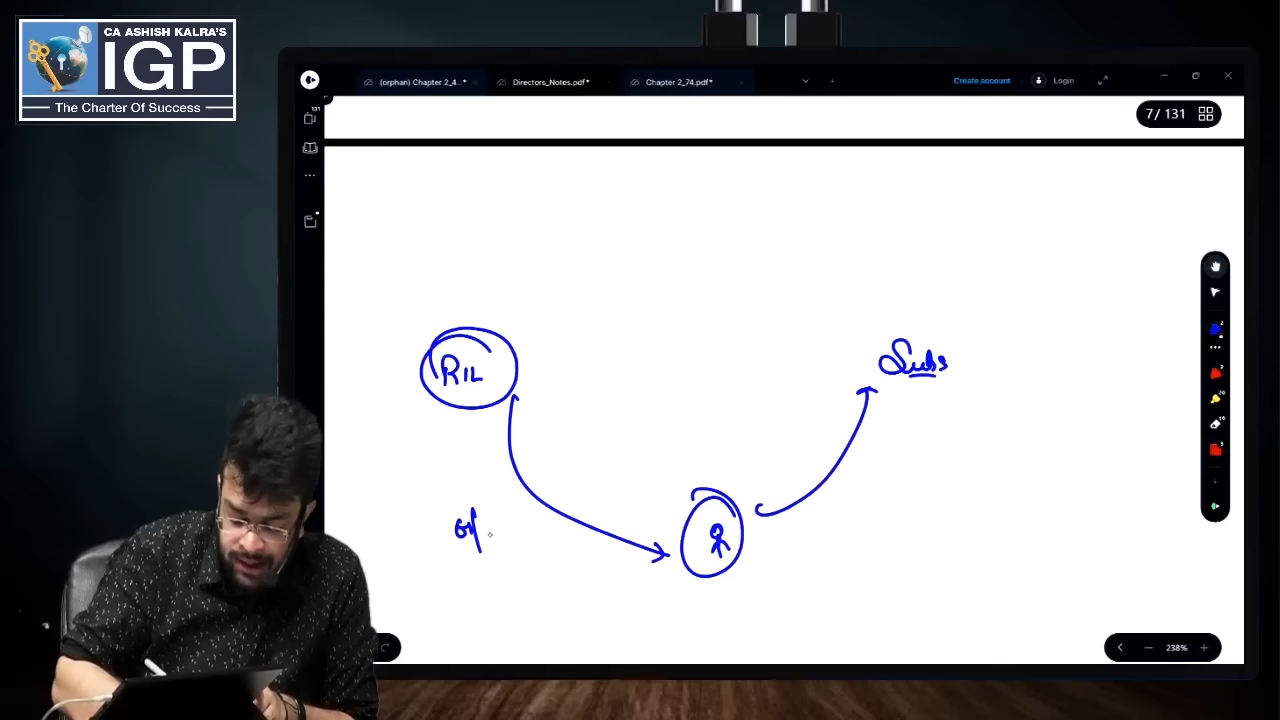 CA ASHISH KALRA'S
IGP
The Charter Of Success
(orphan) Chapter 2_4...*
Directors_Notes.pdf*
Chapter 2_74.pdf*
Create account
Login
131
7 / 131
RIL
Subs
238%